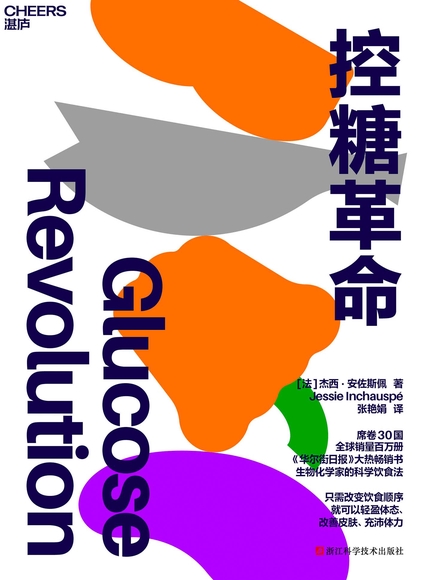 CHEERS
湛庐
控糖革命
Glucose
Revolution
[法]杰西·安佐斯佩 著
Jessie Inchauspé
张艳娟 译
席卷30国
全球销量百万册
《华尔街日报》大热畅销书
生物化学家的科学饮食法
只需改变饮食顺序
就可以轻盈体态、
改善皮肤、充沛体力
浙江科学技术出版社